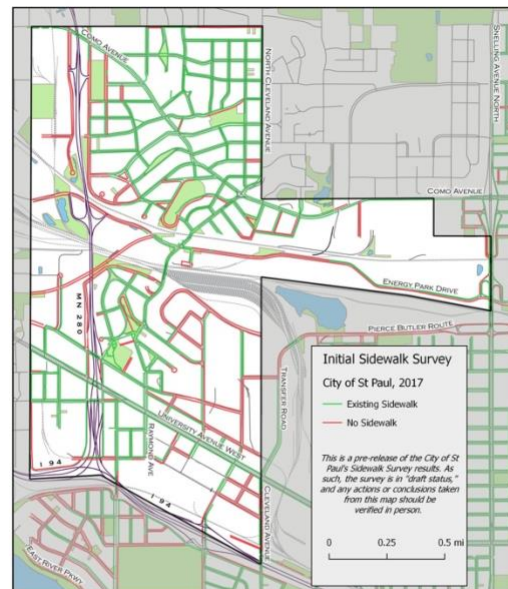 COMO AVENUE
NORTH CLEVELAND AVENUE
SNELLING AVENUE NORTH
COMO AVENUE
ENERGY PARK DRIVE
MN 280
PIERCE BUTLER ROUTE
TRANSFER ROAD
UNIVERSITY AVENUE WEST
RAYMOND AVE
I 94
I 94
CLEVELAND AVENUE
EAST RIVER PKWY
Initial Sidewalk Survey
City of St Paul, 2017
Existing Sidewalk
No Sidewalk
This is a pre-release of the City of St
Paul's Sidewalk Survey results. As
such, the survey is in "draft status,"
and any actions or conclusions taken
from this map should be
verified in person.
0 0.25 0.5 mi